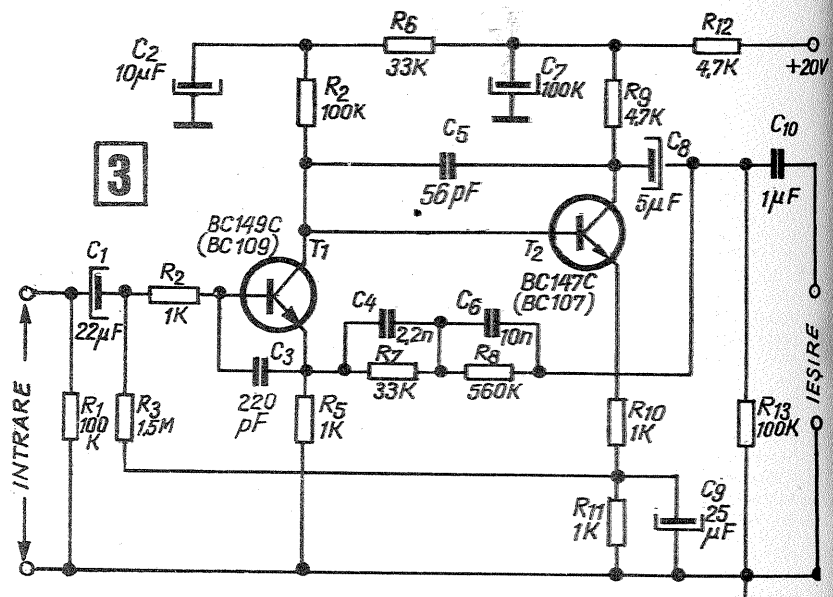 C2
10µF
R6
33K
R12
4,7K
+20V
R2
100K
C7
100K
R9
4,7K
3
C5
56pF
C8
5µF
C10
1µF
BC149C
(BC109)
T1
T2
BC147C
(BC107)
C1
22µF
R2
1K
C4
2,2n
C6
10n
C3
220
pF
R7
33K
R8
560K
INTRARE
IESIRE
R1
100
K
R3
1,5M
R5
1K
R10
1K
R13
100K
R11
1K
C9
25
µF